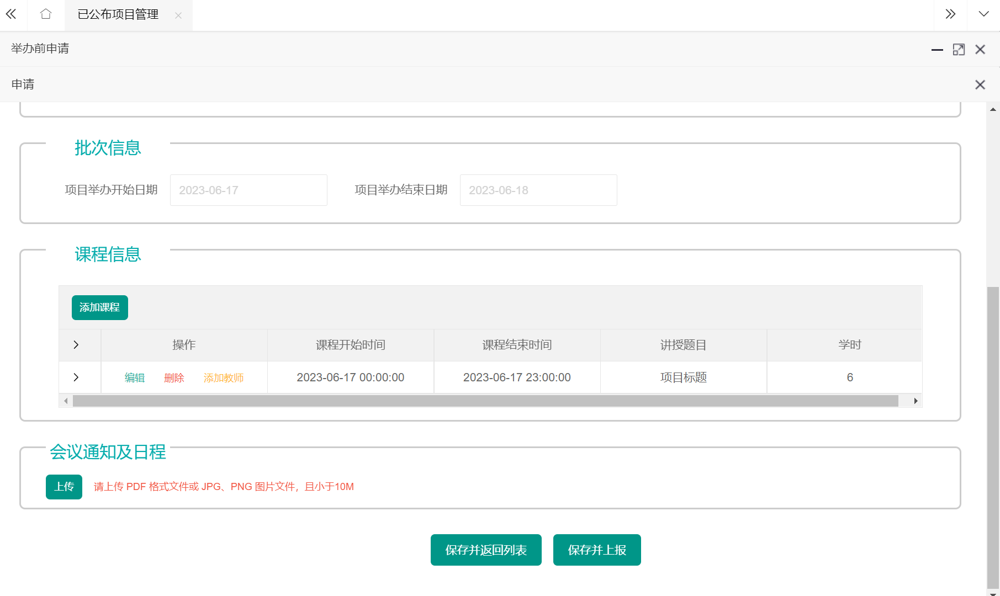 已公布项目管理
举办前申请
申请
批次信息
项目举办开始日期 2023-06-17 项目举办结束日期 2023-06-18
课程信息
添加课程
操作 课程开始时间 课程结束时间 讲授题目 学时
编辑 删除 添加教师 2023-06-17 00:00:00 2023-06-17 23:00:00 项目标题 6
会议通知及日程
上传 请上传 PDF 格式文件或 JPG、PNG 图片文件，且小于10M
保存并返回列表 保存并上报